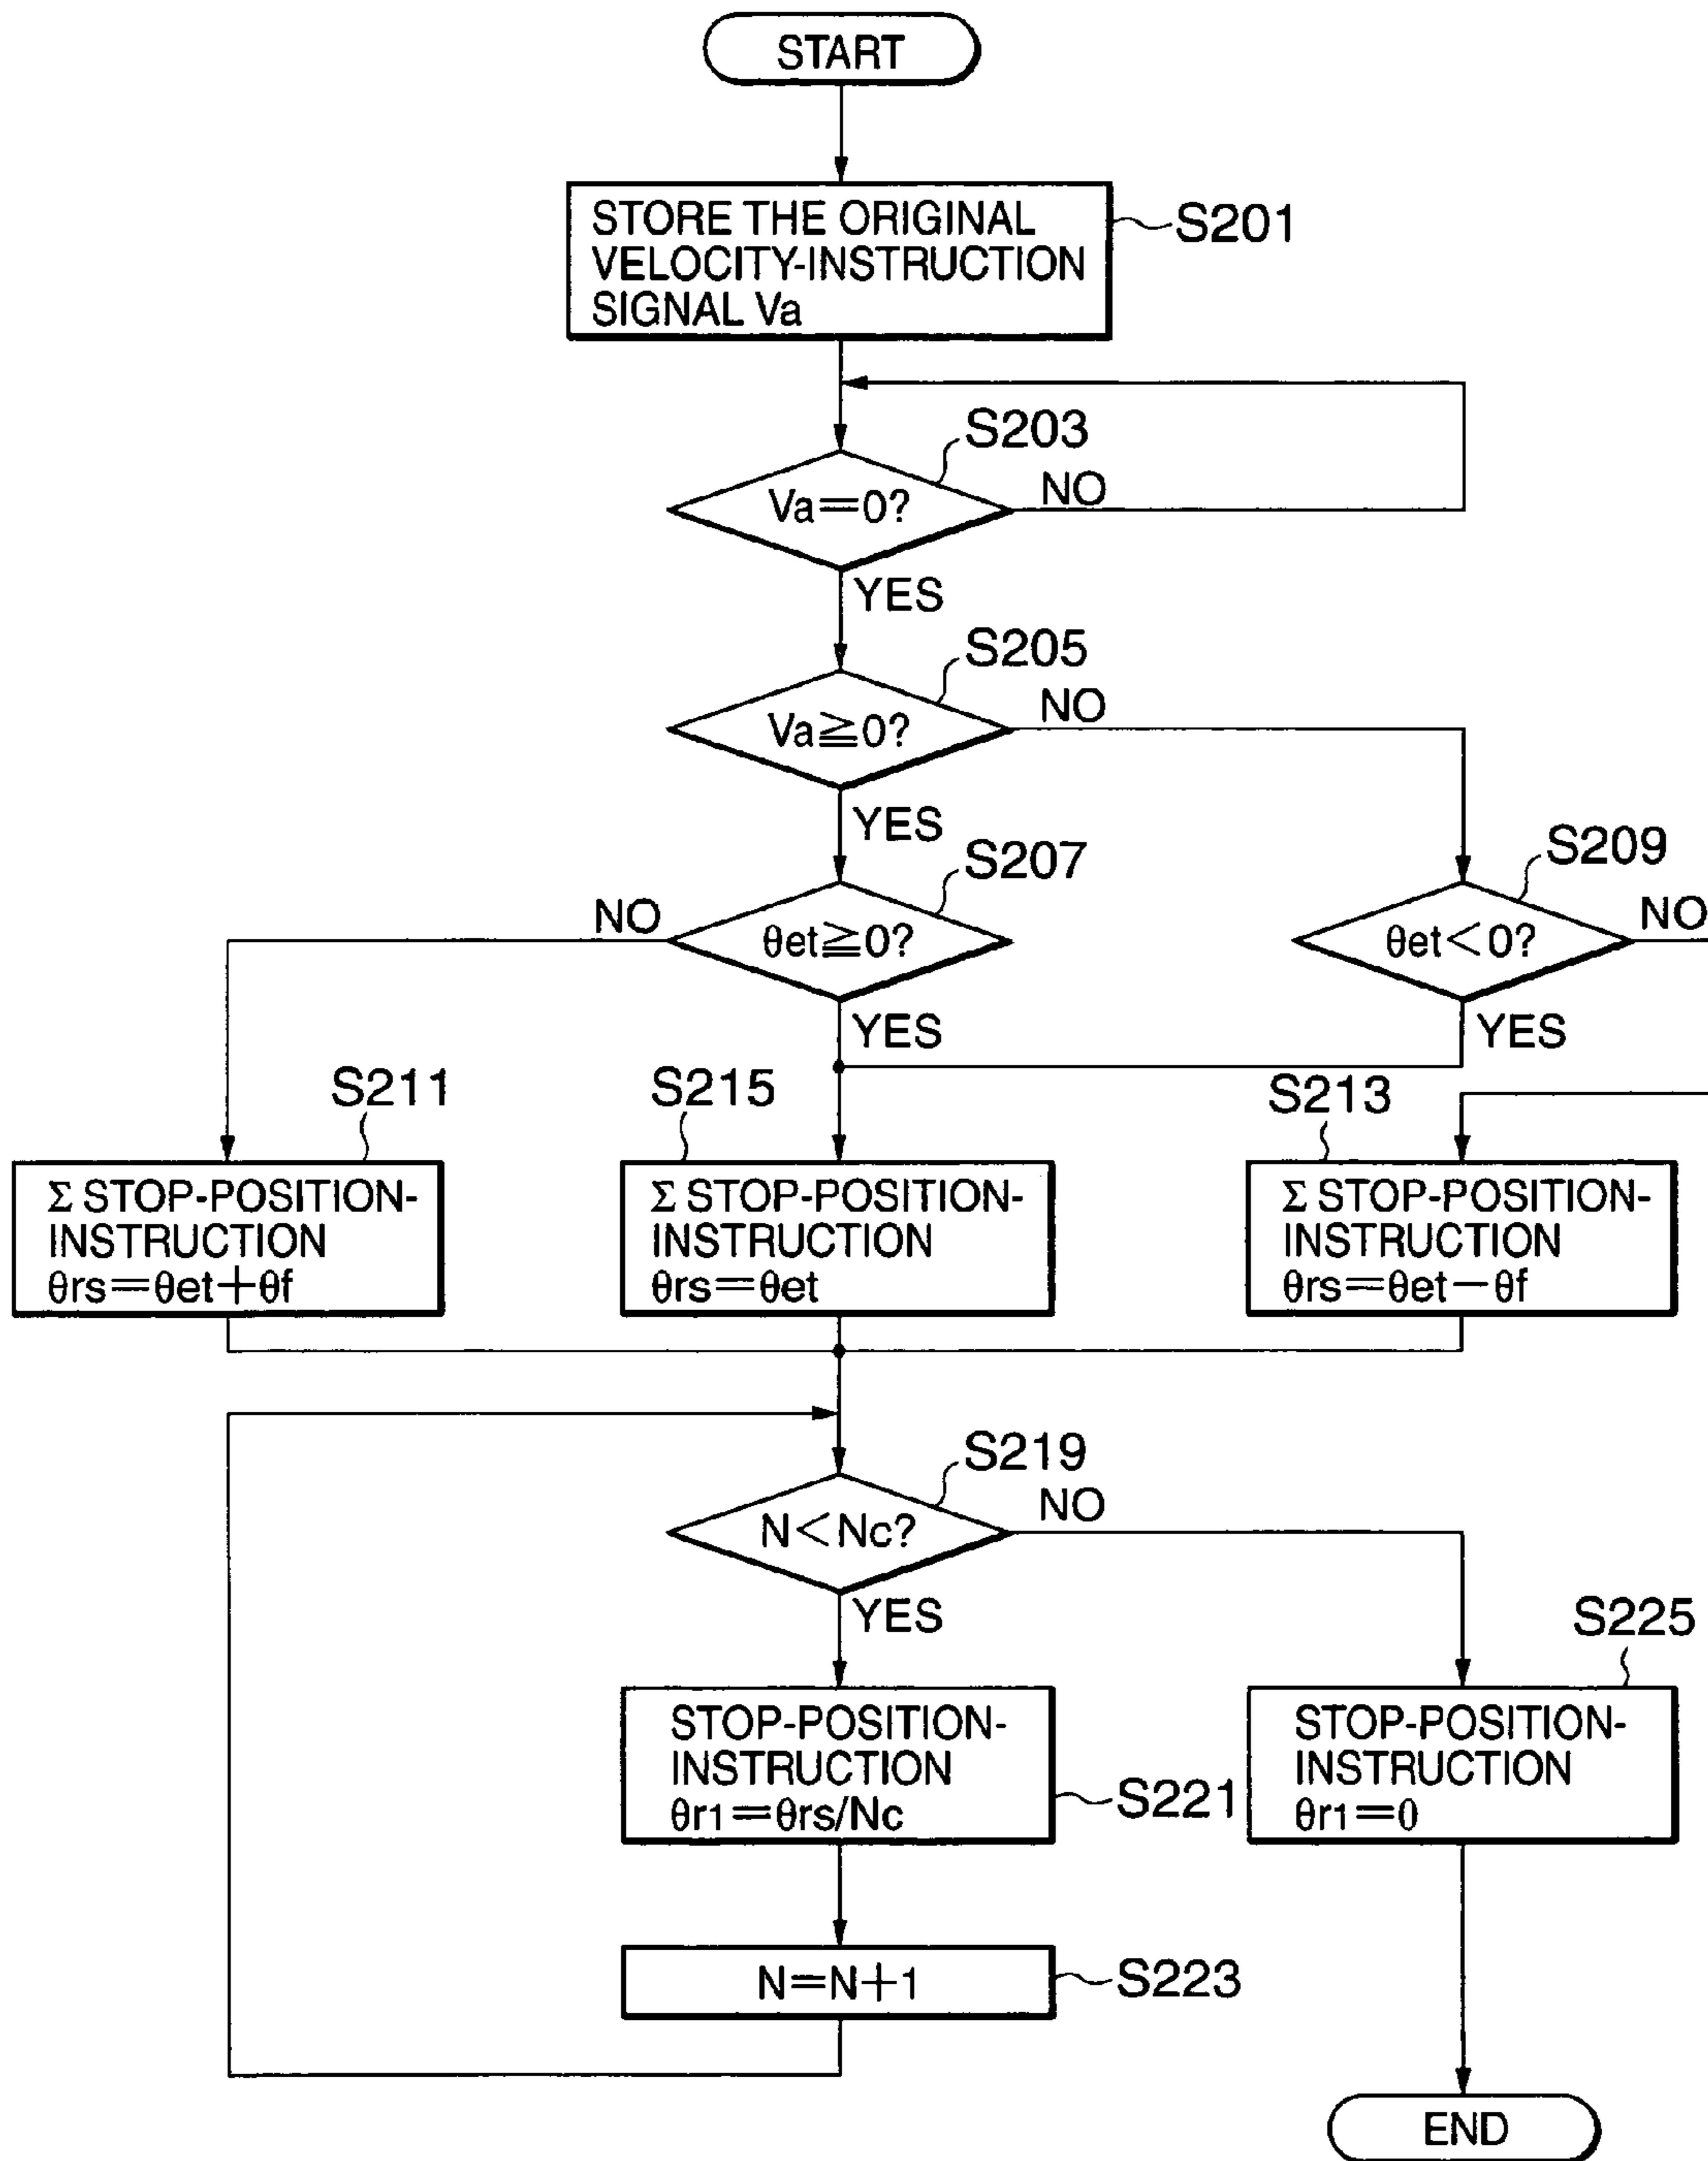 START
STORE THE ORIGINAL
VELOCITY-INSTRUCTION
SIGNAL Va
S201
S203
Va=0?
NO
YES
S205
Va≧0?
NO
YES
S207
θet≧0?
NO
YES
S209
θet<0?
NO
YES
S211
Σ STOP-POSITION-
INSTRUCTION
θrs=θet+θf
S215
Σ STOP-POSITION-
INSTRUCTION
θrs=θet
S213
Σ STOP-POSITION-
INSTRUCTION
θrs=θet-θf
S219
N<Nc?
NO
YES
STOP-POSITION-
INSTRUCTION
θr1=θrs/Nc
S221
S225
STOP-POSITION-
INSTRUCTION
θr1=0
N=N+1
S223
END